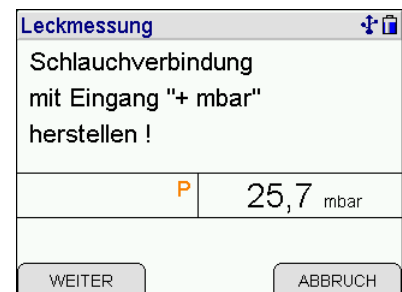 Leckmessung
Schlauchverbindung
mit Eingang "+ mbar"
herstellen !
P 25,7 mbar
WEITER ABBRUCH